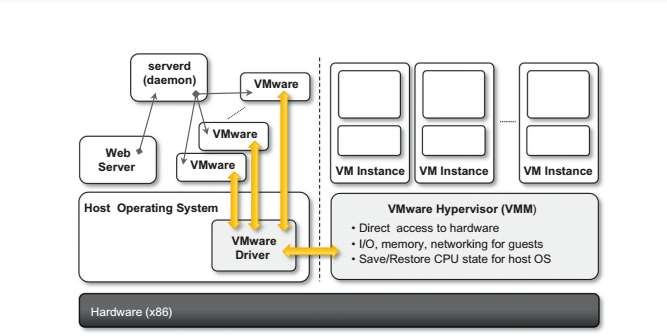 serverd
(daemon)
VMware
VMware
VMware
Web
Server
VM Instance
VM Instance
VM Instance
Host Operating System
VMware
Driver
VMware Hypervisor (VMM)
• Direct access to hardware
• I/O, memory, networking for guests
• Save/Restore CPU state for host OS
Hardware (x86)